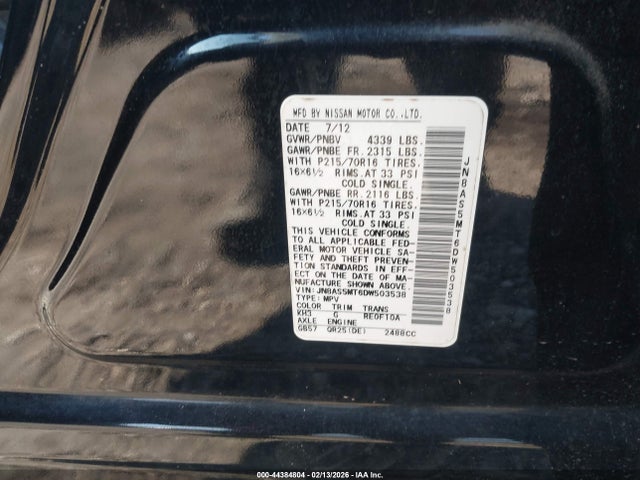 MFD BY NISSAN MOTOR CO.,LTD.
DATE 7/12
GVWR/PNBV 4339 LBS.
GAWR/PNBE FR. 2315 LBS.
WITH P215/70R16 TIRES.
16×6½ RIMS.AT 33 PSI
COLD SINGLE.
GAWR/PNBE RR. 2116 LBS.
WITH P215/70R16 TIRES.
16×6½ RIMS.AT 33 PSI
COLD SINGLE.
THIS VEHICLE CONFORMS
TO ALL APPLICABLE FED-
ERAL MOTOR VEHICLE SA-
FETY AND THEFT PREVEN-
TION STANDARDS IN EFF-
ECT ON THE DATE OF MA-
NUFACTURE SHOWN ABOVE.
VIN: JN8AS5MT6DW503538
TYPE: MPV
COLOR TRIM TRANS
KH3 G RE0F10A
AXLE ENGINE
GB57 QR25(DE) 2488CC
JN8AS5MT6DW503538
000-44384804 - 02/13/2026 - IAA Inc.